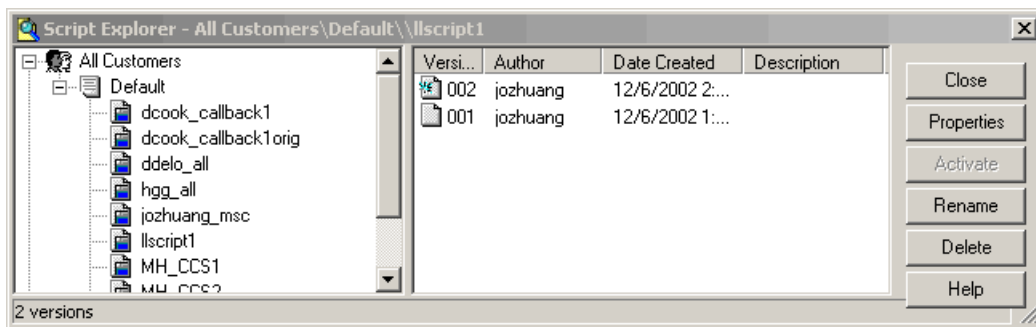 Script Explorer - All Customers\Default\\llscript1
All Customers
Default
dcook_callback1
dcook_callback1orig
ddelo_all
hgg_all
jozhuang_msc
llscript1
MH_CCS1
MH_CCS2
Versi... Author Date Created Description
002 jozhuang 12/6/2002 2:...
001 jozhuang 12/6/2002 1:...
Close
Properties
Activate
Rename
Delete
Help
2 versions